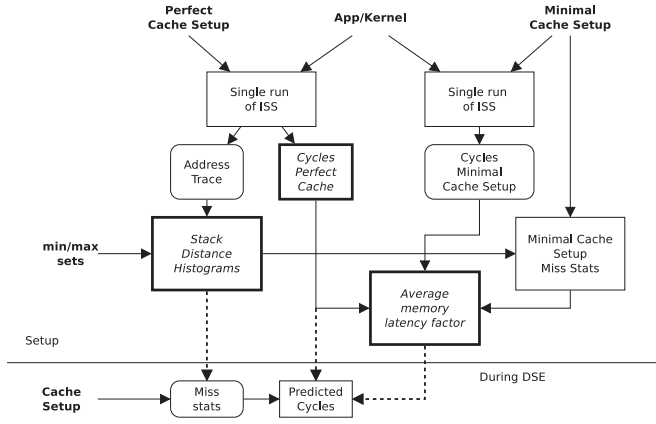 Perfect
Cache Setup
App/Kernel
Minimal
Cache Setup
Single run
of ISS
Single run
of ISS
Address
Trace
Cycles
Perfect
Cache
Cycles
Minimal
Cache Setup
min/max
sets
Stack
Distance
Histograms
Minimal Cache
Setup
Miss Stats
Average
memory
latency factor
Setup
During DSE
Cache
Setup
Miss
stats
Predicted
Cycles